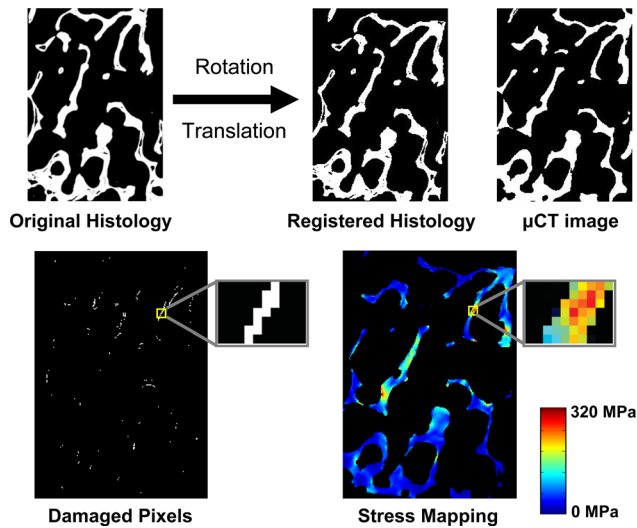 Rotation
Translation
Original Histology
Registered Histology
µCT image
320 MPa
0 MPa
Damaged Pixels
Stress Mapping